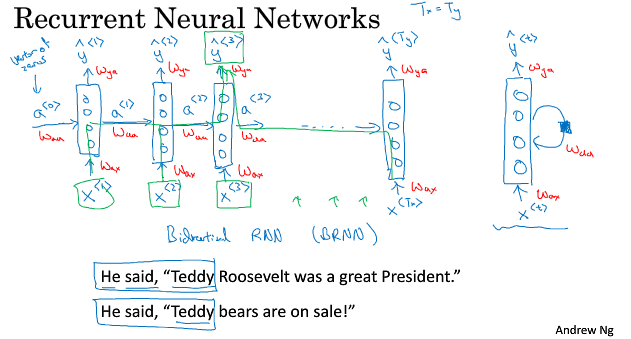 Recurrent Neural Networks
Tx = Ty
ŷ<1> ŷ<2> ŷ<3> ŷ<Ty> ŷ<t>
vector of zeros
Wya Wya Wya Wya Wya
a<0> a<1> a<2> a<3>
Waa Waa Waa Waa Waa
Wax Wax Wax Wax Wax
x<1> x<2> x<3> x<Tx> x<t>
Bidirectional RNN (BRNN)
He said, “Teddy Roosevelt was a great President.”
He said, “Teddy bears are on sale!”
Andrew Ng